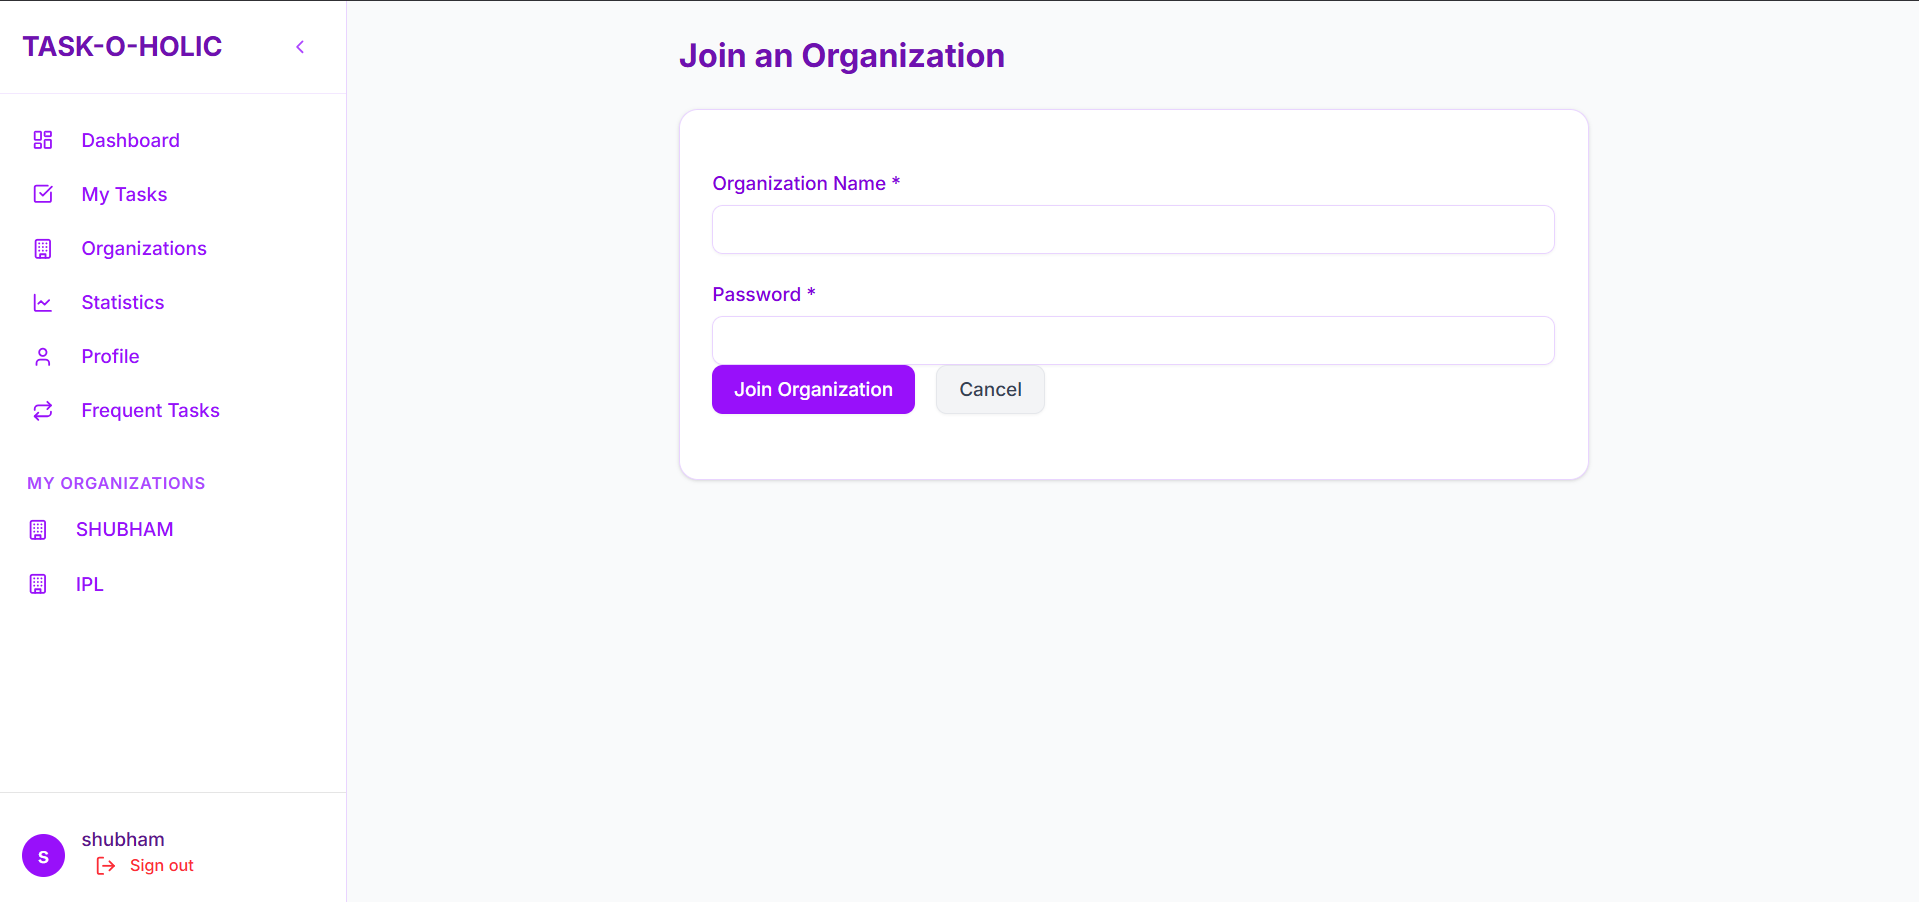 TASK-O-HOLIC
Dashboard
My Tasks
Organizations
Statistics
Profile
Frequent Tasks
MY ORGANIZATIONS
SHUBHAM
IPL
s
shubham
Sign out
Join an Organization
Organization Name *
Password *
Join Organization
Cancel